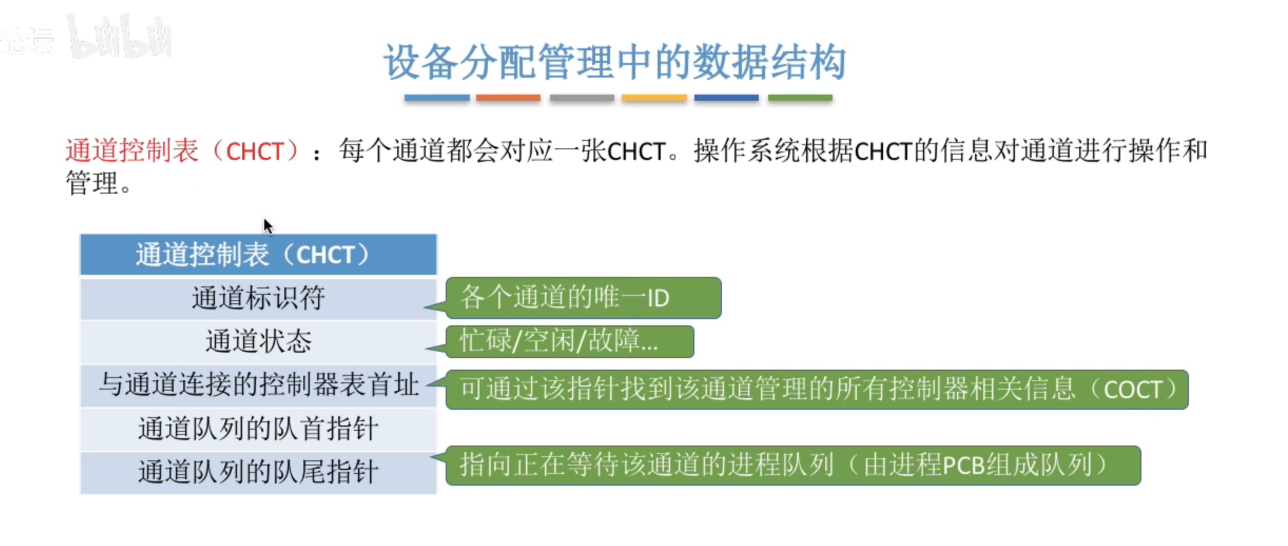 论坛 bilibili
设备分配管理中的数据结构
通道控制表（CHCT）：每个通道都会对应一张CHCT。操作系统根据CHCT的信息对通道进行操作和
管理。
通道控制表（CHCT）
通道标识符
各个通道的唯一ID
通道状态
忙碌/空闲/故障...
与通道连接的控制器表首址
可通过该指针找到该通道管理的所有控制器相关信息（COCT）
通道队列的队首指针
通道队列的队尾指针
指向正在等待该通道的进程队列（由进程PCB组成队列）